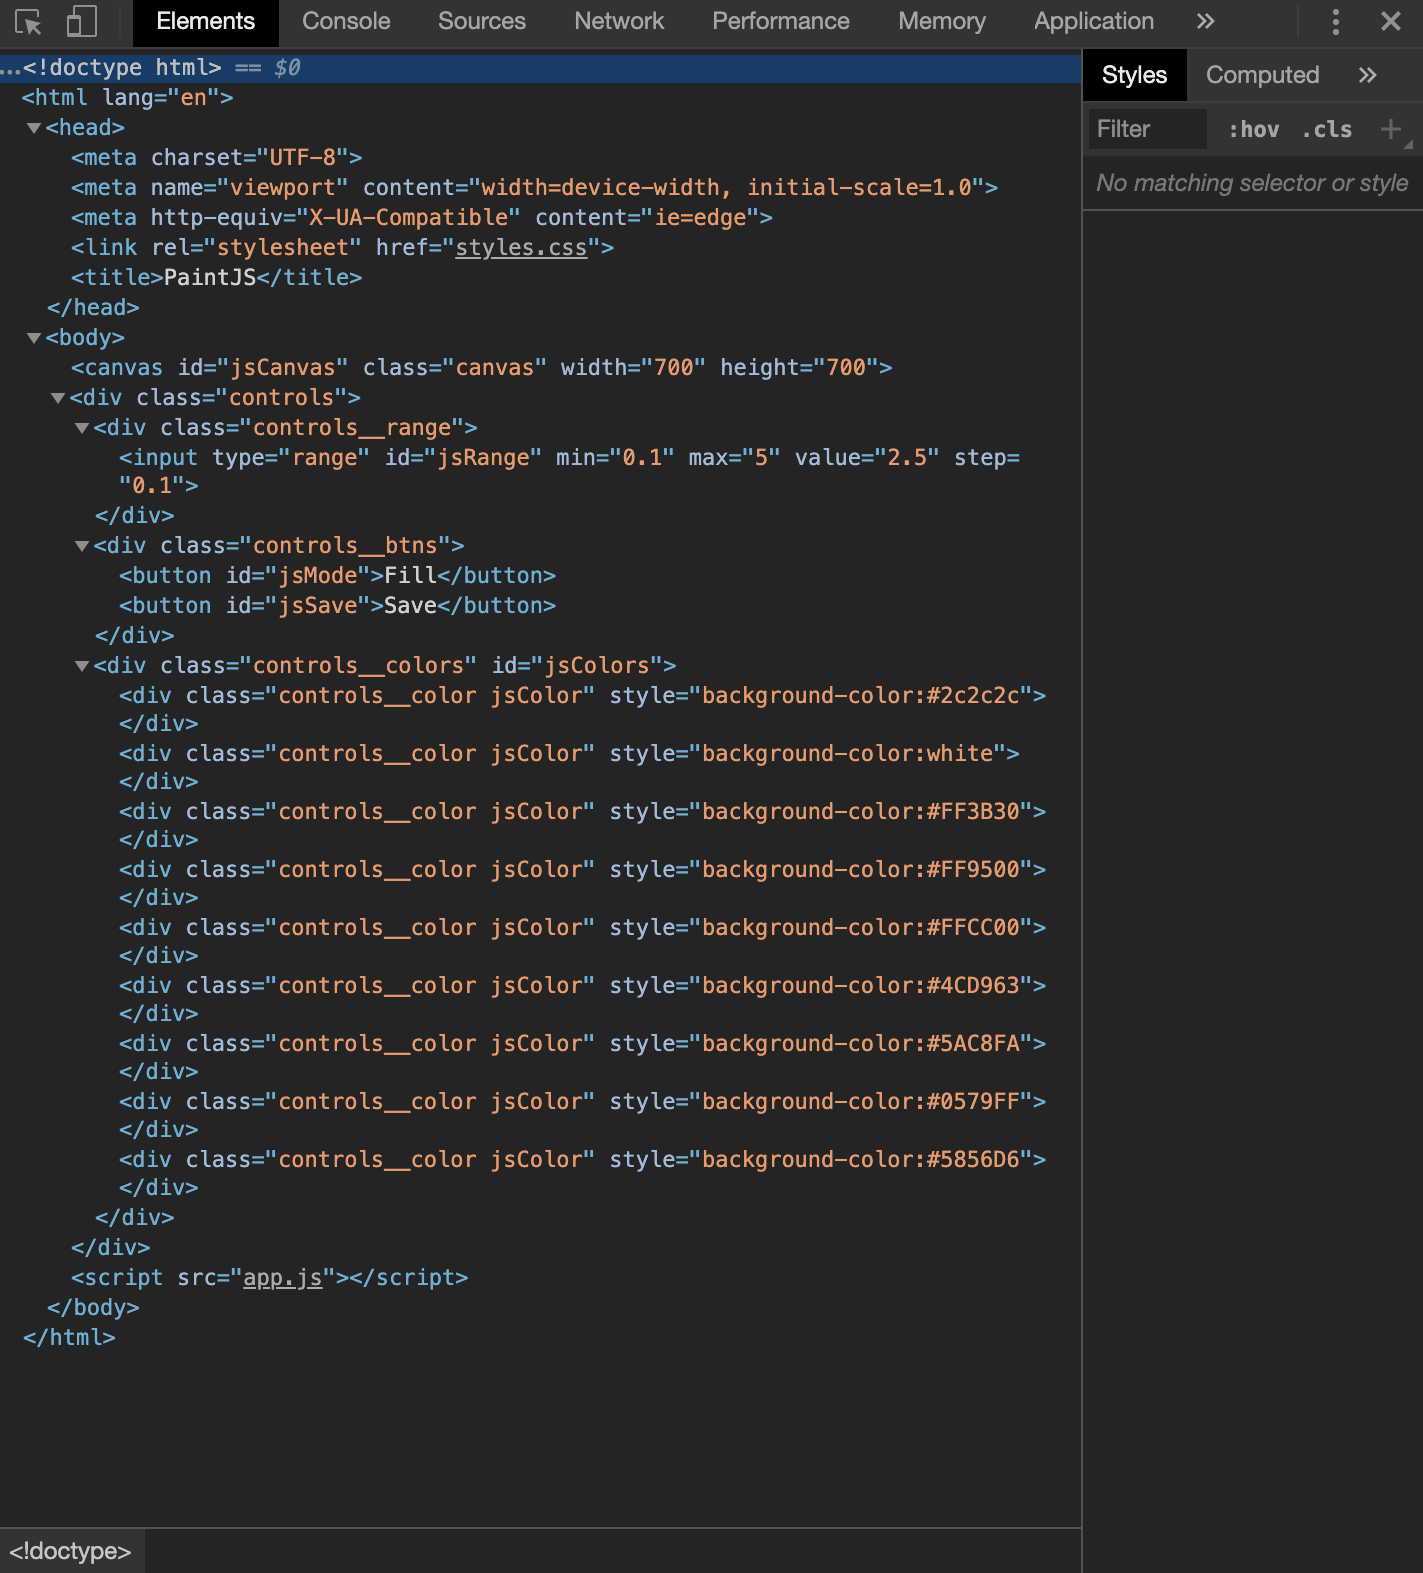 Elements Console Sources Network Performance Memory Application »
…<!doctype html> == $0
<html lang="en">
<head>
<meta charset="UTF-8">
<meta name="viewport" content="width=device-width, initial-scale=1.0">
<meta http-equiv="X-UA-Compatible" content="ie=edge">
<link rel="stylesheet" href="styles.css">
<title>PaintJS</title>
</head>
<body>
<canvas id="jsCanvas" class="canvas" width="700" height="700">
<div class="controls">
<div class="controls__range">
<input type="range" id="jsRange" min="0.1" max="5" value="2.5" step=
"0.1">
</div>
<div class="controls__btns">
<button id="jsMode">Fill</button>
<button id="jsSave">Save</button>
</div>
<div class="controls__colors" id="jsColors">
<div class="controls__color jsColor" style="background-color:#2c2c2c">
</div>
<div class="controls__color jsColor" style="background-color:white">
</div>
<div class="controls__color jsColor" style="background-color:#FF3B30">
</div>
<div class="controls__color jsColor" style="background-color:#FF9500">
</div>
<div class="controls__color jsColor" style="background-color:#FFCC00">
</div>
<div class="controls__color jsColor" style="background-color:#4CD963">
</div>
<div class="controls__color jsColor" style="background-color:#5AC8FA">
</div>
<div class="controls__color jsColor" style="background-color:#0579FF">
</div>
<div class="controls__color jsColor" style="background-color:#5856D6">
</div>
</div>
</div>
<script src="app.js"></script>
</body>
</html>
<!doctype>
Styles Computed »
Filter :hov .cls +
No matching selector or style